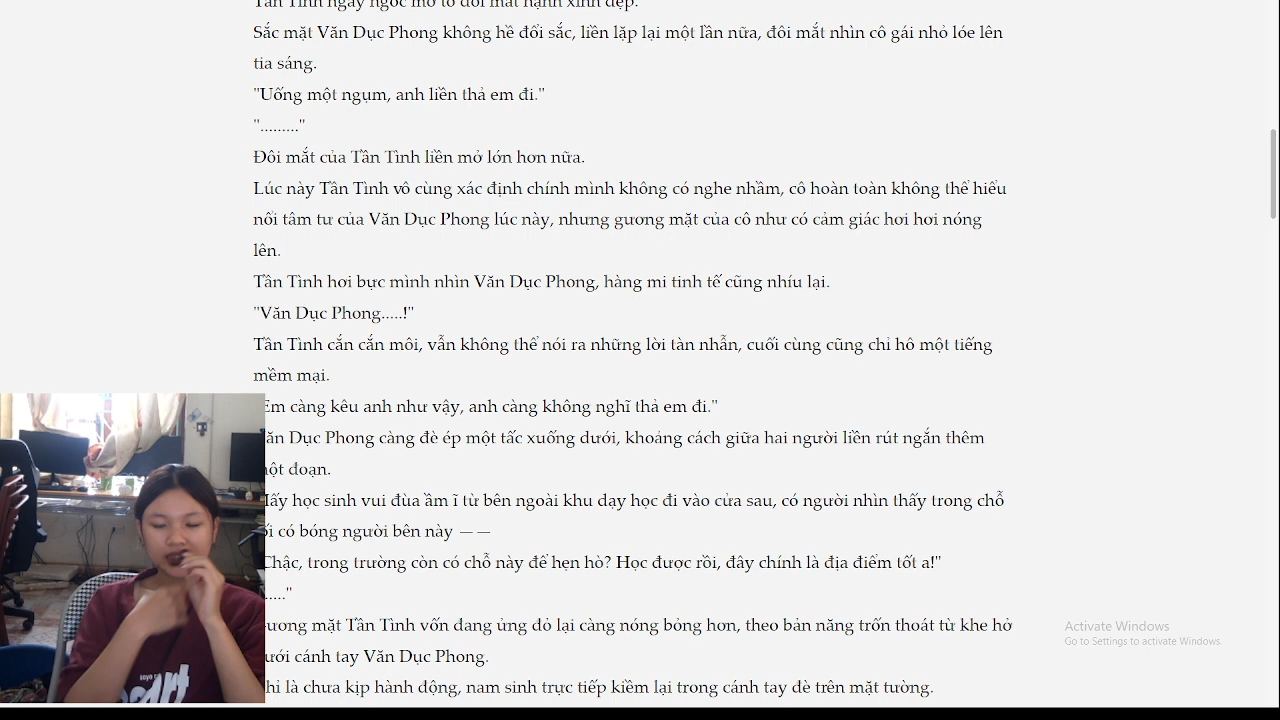 Tần Tình ngây ngốc mở to đôi mắt hạnh xinh đẹp.
Sắc mặt Văn Dục Phong không hề đổi sắc, liền lặp lại một lần nữa, đôi mắt nhìn cô gái nhỏ lóe lên
tia sáng.
"Uống một ngụm, anh liền thả em đi."
"........."
Đôi mắt của Tần Tình liền mở lớn hơn nữa.
Lúc này Tần Tình vô cùng xác định chính mình không có nghe nhầm, cô hoàn toàn không thể hiểu
nổi tâm tư của Văn Dục Phong lúc này, nhưng gương mặt của cô như có cảm giác hơi hơi nóng
lên.
Tần Tình hơi bực mình nhìn Văn Dục Phong, hàng mi tinh tế cũng nhíu lại.
"Văn Dục Phong.....!"
Tần Tình cắn cắn môi, vẫn không thể nói ra những lời tàn nhẫn, cuối cùng cũng chỉ hô một tiếng
mềm mại.
Em càng kêu anh như vậy, anh càng không nghĩ thả em đi."
ăn Dục Phong càng đè ép một tấc xuống dưới, khoảng cách giữa hai người liền rút ngắn thêm
ột đoạn.
ấy học sinh vui đùa ầm ĩ từ bên ngoài khu dạy học đi vào cửa sau, có người nhìn thấy trong chỗ
ối có bóng người bên này ——
Chậc, trong trường còn có chỗ này để hẹn hò? Học được rồi, đây chính là địa điểm tốt a!"
....."
ương mặt Tần Tình vốn đang ửng đỏ lại càng nóng bỏng hơn, theo bản năng trốn thoát từ khe hở
ưới cánh tay Văn Dục Phong.
hỉ là chưa kịp hành động, nam sinh trực tiếp kiềm lại trong cánh tay đè trên mặt tường.
Activate Windows
Go to Settings to activate Windows.